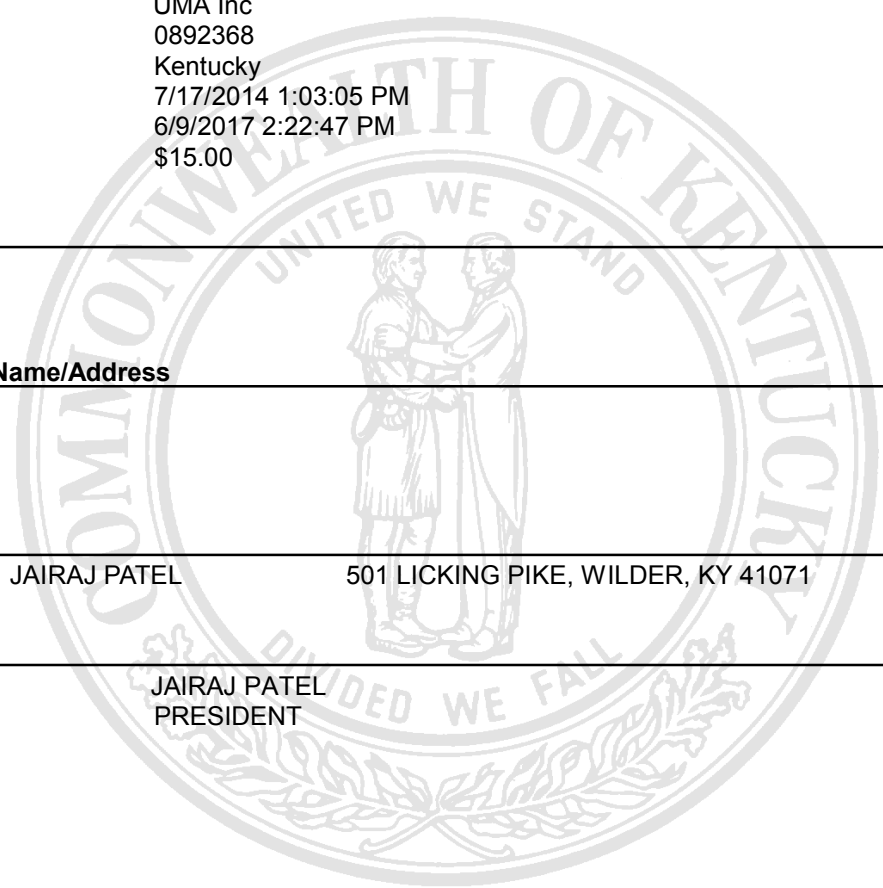 UMA Inc
0892368
Kentucky
7/17/2014 1:03:05 PM
6/9/2017 2:22:47 PM
$15.00
COMMONWEALTH OF KENTUCKY
UNITED WE STAND
Name/Address
JAIRAJ PATEL 501 LICKING PIKE, WILDER, KY 41071
DIVIDED WE FALL
JAIRAJ PATEL
PRESIDENT